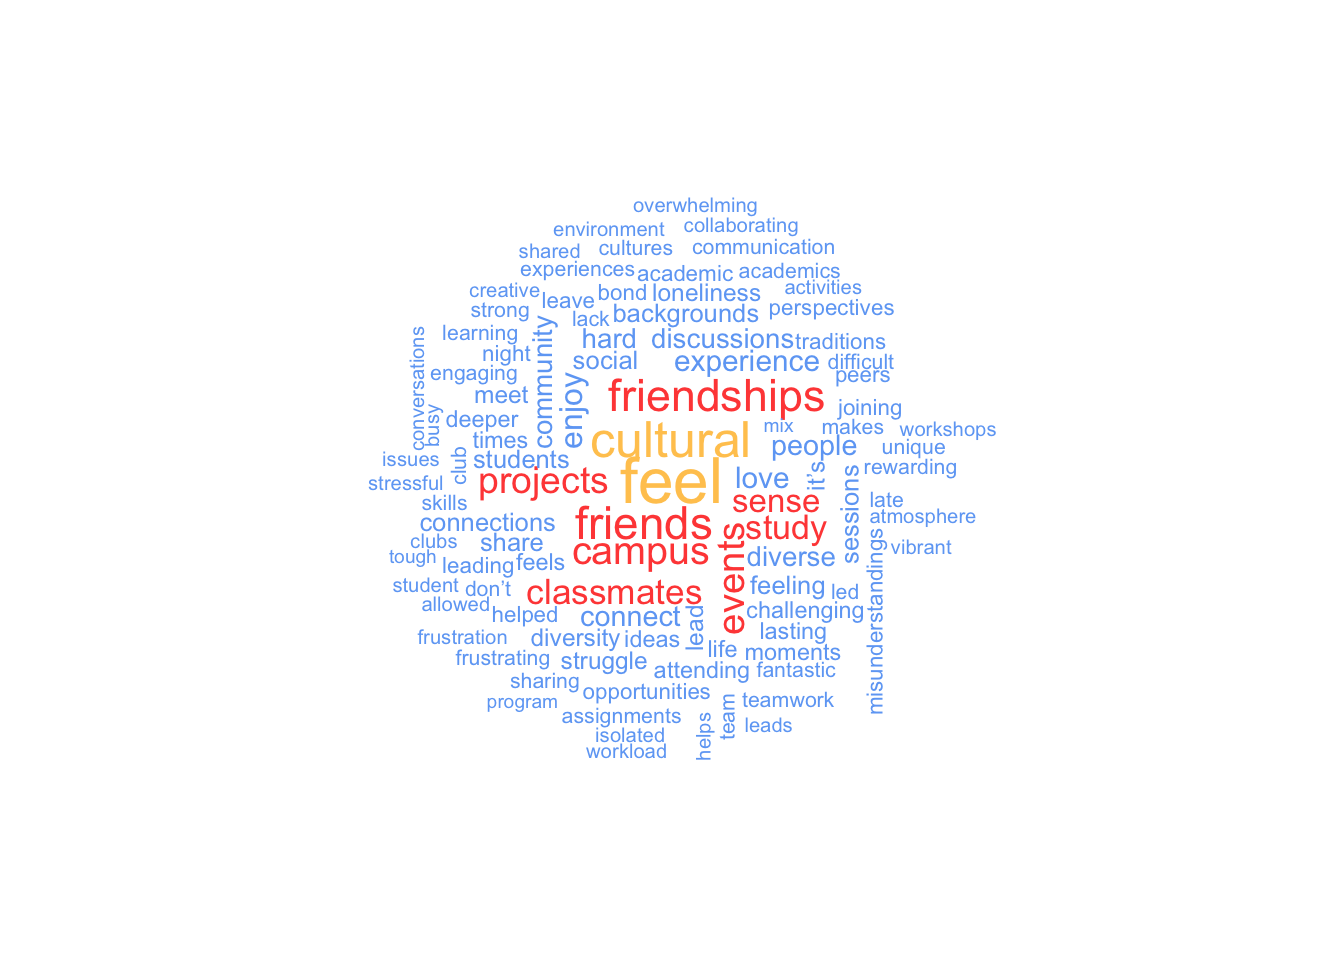 overwhelming
environment collaborating
shared cultures communication
experiences academic academics
creative leave bond loneliness activities
strong lack backgrounds perspectives
learning hard discussions traditions
night social experience difficult
engaging peers
conversations busy meet community enjoy friendships joining
deeper cultural mix makes workshops
times people unique
issues club students feel love it’s rewarding
stressful projects
skills sense sessions late
connections friends study atmosphere
clubs share campus events diverse vibrant
tough leading feels
student don’t classmates feeling led misunderstandings
allowed helped connect lead challenging
frustration diversity ideas lasting
frustrating struggle life moments
sharing attending fantastic
program opportunities team teamwork
assignments helps leads
isolated
workload